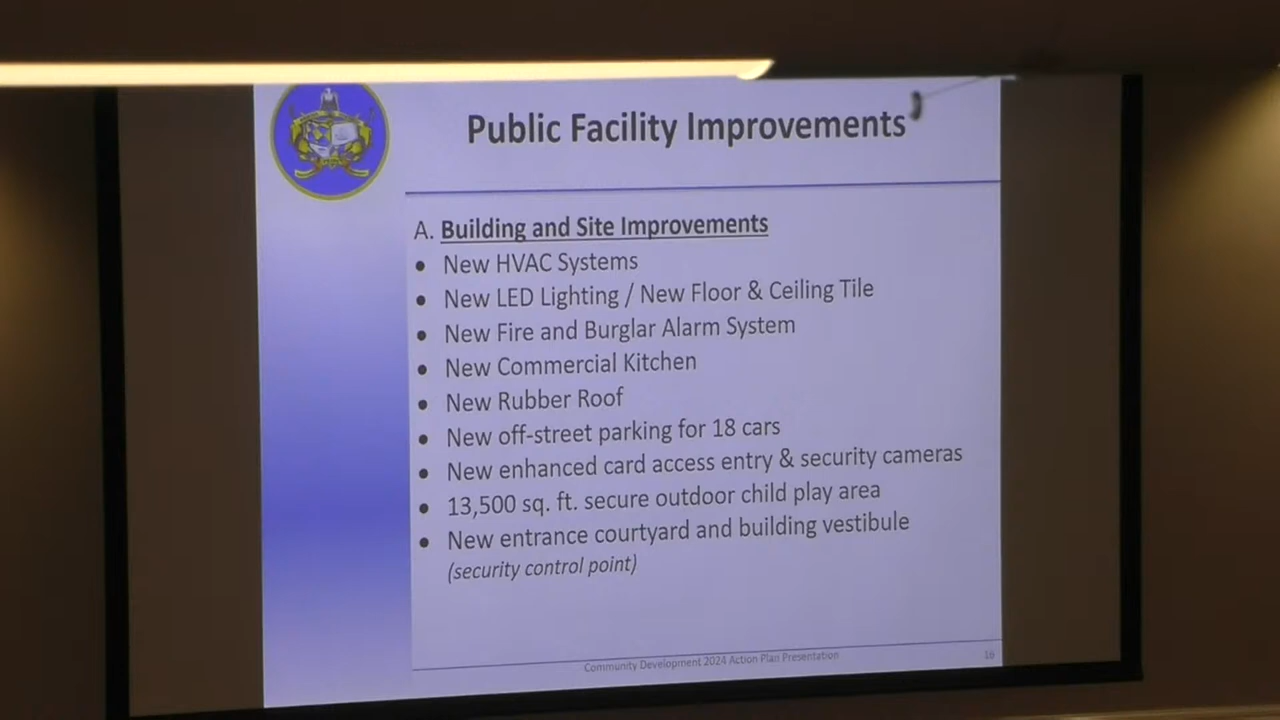 Public Facility Improvements
A. Building and Site Improvements
• New HVAC Systems
• New LED Lighting / New Floor & Ceiling Tile
• New Fire and Burglar Alarm System
• New Commercial Kitchen
• New Rubber Roof
• New off-street parking for 18 cars
• New enhanced card access entry & security cameras
• 13,500 sq. ft. secure outdoor child play area
• New entrance courtyard and building vestibule
(security control point)
Community Development 2024 Action Plan Presentation
16